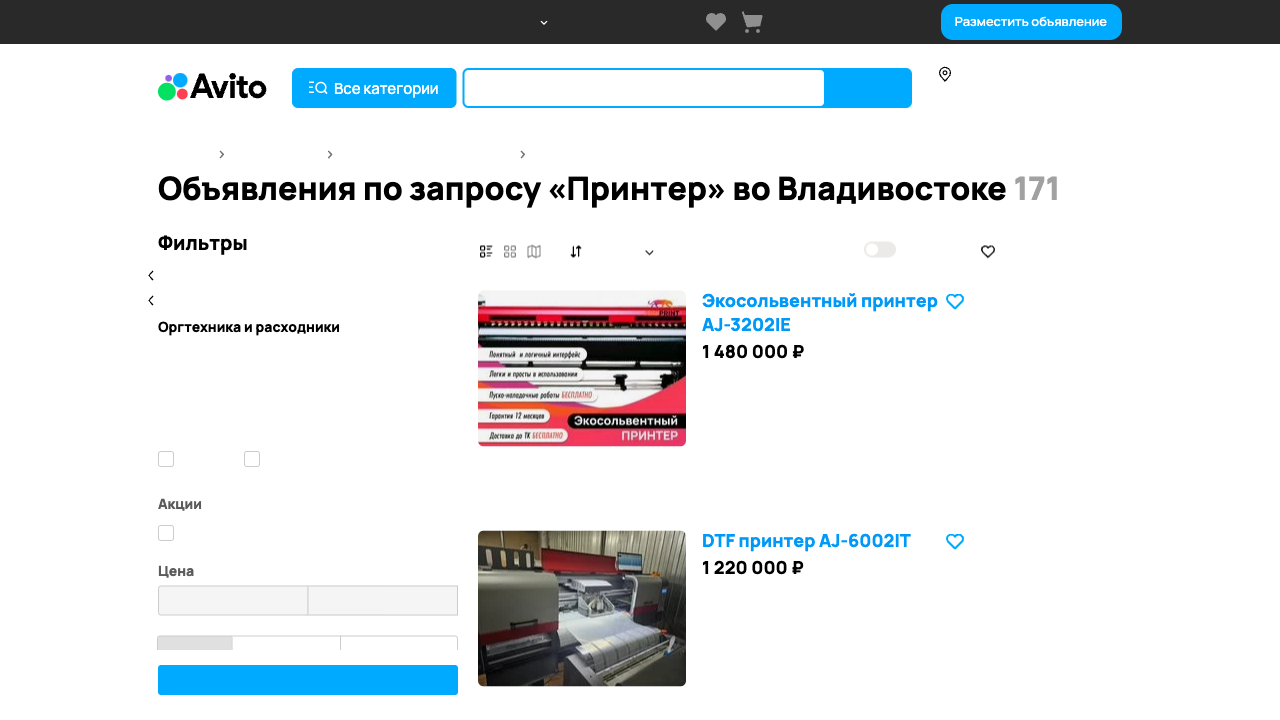 Разместить объявление
Avito
Все категории
Объявления по запросу «Принтер» во Владивостоке 171
Фильтры
Оргтехника и расходники
Акции
Цена
PRINT
Понятный и логичный интерфейс
Легки и просты в использовании
Пуско-наладочные работы БЕСПЛАТНО
Гарантия 12 месяцев
Экосольвентный
Доставка до ТК БЕСПЛАТНО
ПРИНТЕР
Экосольвентный принтер
AJ-3202IE
1 480 000 ₽
DTF принтер AJ-6002IT
1 220 000 ₽